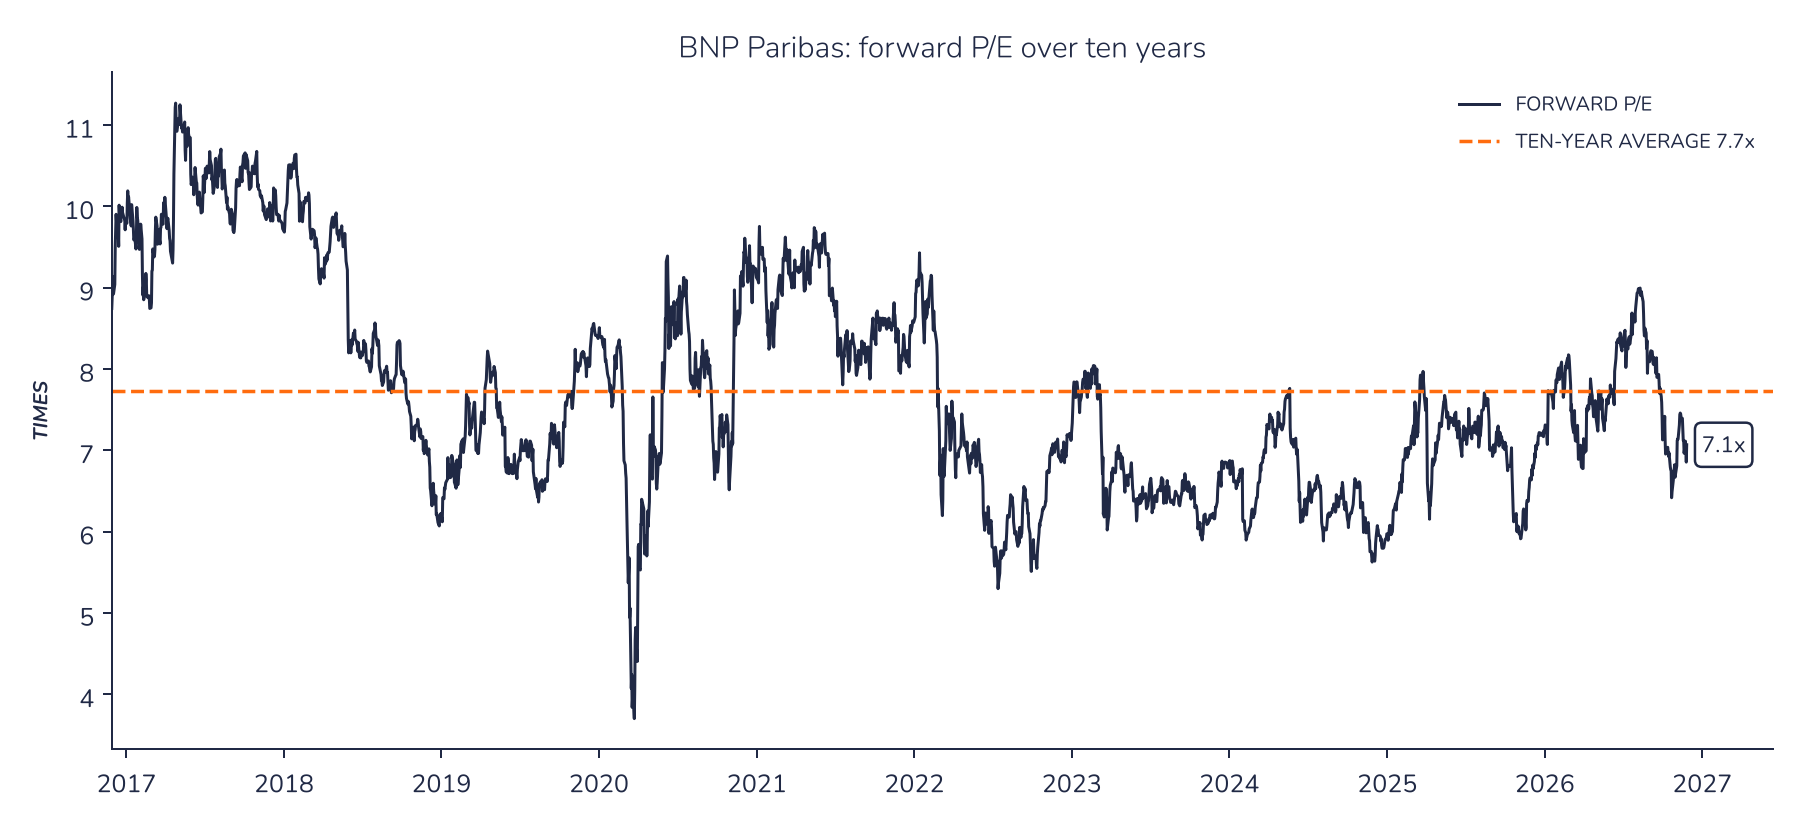 BNP Paribas: forward P/E over ten years
FORWARD P/E
TEN-YEAR AVERAGE 7.7x
11
10
9
8
7
6
5
4
TIMES
7.1x
2017 2018 2019 2020 2021 2022 2023 2024 2025 2026 2027